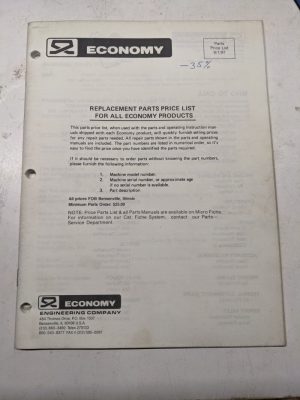 ECONOMY
Parts
Price List
9/1/91
-35%
REPLACEMENT PARTS PRICE LIST
FOR ALL ECONOMY PRODUCTS
This parts price list, when used with the parts and operating instruction man-
uals shipped with each Economy product, will quickly furnish selling prices
for any repair parts needed. All repair parts shown in the parts and operating
manuals are included. The part numbers are listed in numerical order, so it's
easy to find the price once you have identified the parts required.
If it should be necessary to order parts without knowing the part numbers,
please furnish the following information:
1. Machine model number.
2. Machine serial number, or approximate age
if no serial number is available.
3. Part description.
All prices FOB Bensenville, Illinois
Minimum Parts Order: $25.00
NOTE: Price Parts List & all Parts Manuals are available on Micro Fiche.
For information on our Cat. Fiche System, contact our Parts-
Service Department.
ECONOMY
ENGINEERING COMPANY
Bensenville, IL 60106 U.S.A.